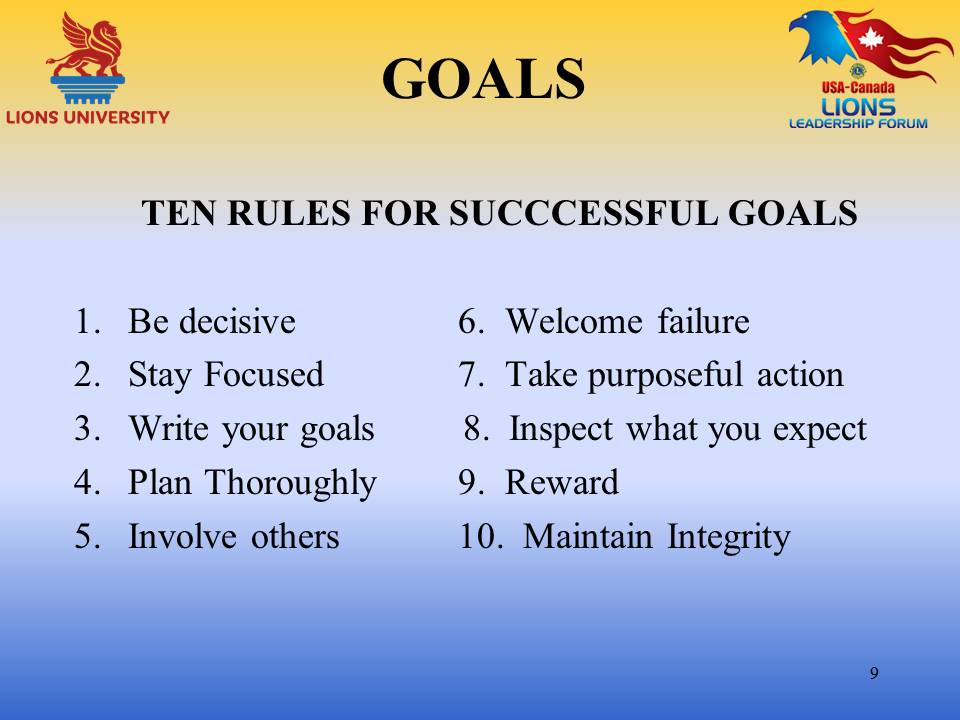 GOALS
LIONS UNIVERSITY
USA-Canada
LIONS
LEADERSHIP FORUM
TEN RULES FOR SUCCCESSFUL GOALS
1. Be decisive
2. Stay Focused
3. Write your goals
4. Plan Thoroughly
5. Involve others
6. Welcome failure
7. Take purposeful action
8. Inspect what you expect
9. Reward
10. Maintain Integrity
9